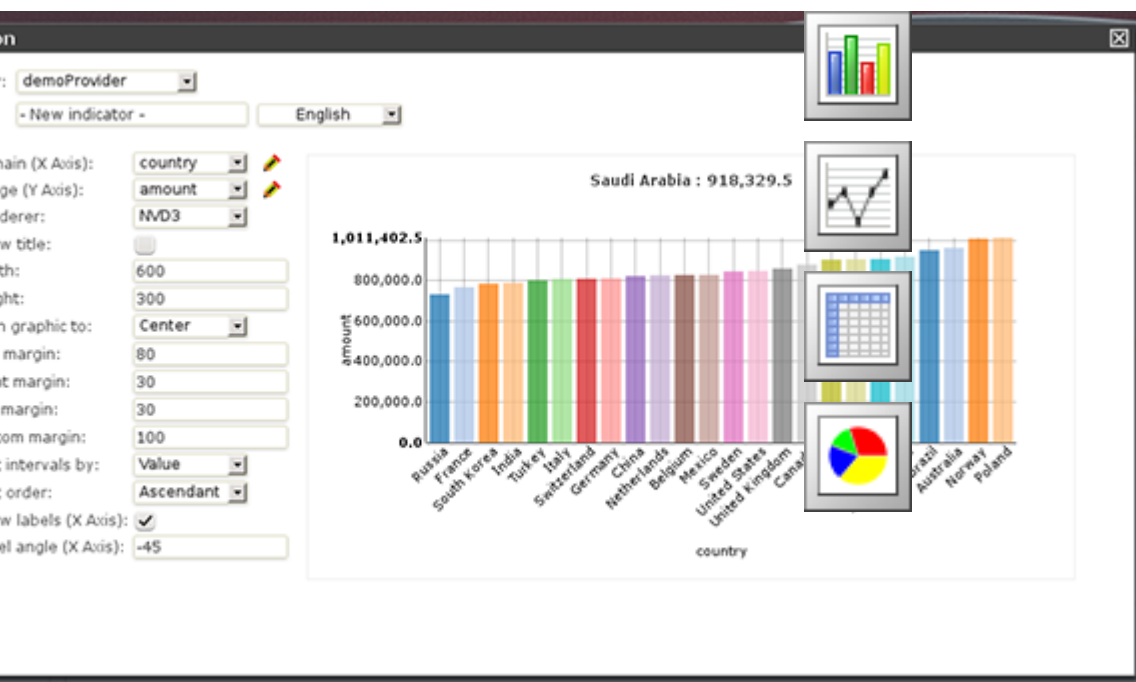 on
r:
demoProvider
- New indicator -
English
main (X Axis):
country
ge (Y Axis):
amount
derer:
NVD3
w title:
th:
600
ght:
300
n graphic to:
Center
margin:
80
nt margin:
30
margin:
30
tom margin:
100
t intervals by:
Value
t order:
Ascendant
w labels (X Axis):
el angle (X Axis):
-45
Saudi Arabia : 918,329.5
1,011,402.5
800,000.0
600,000.0
400,000.0
200,000.0
0.0
amount
Russia
France
South Korea
India
Turkey
Italy
Switzerland
Germany
China
Netherlands
Belgium
Mexico
Sweden
United States
United Kingdom
Canad
brazil
Australia
Norway
Poland
country